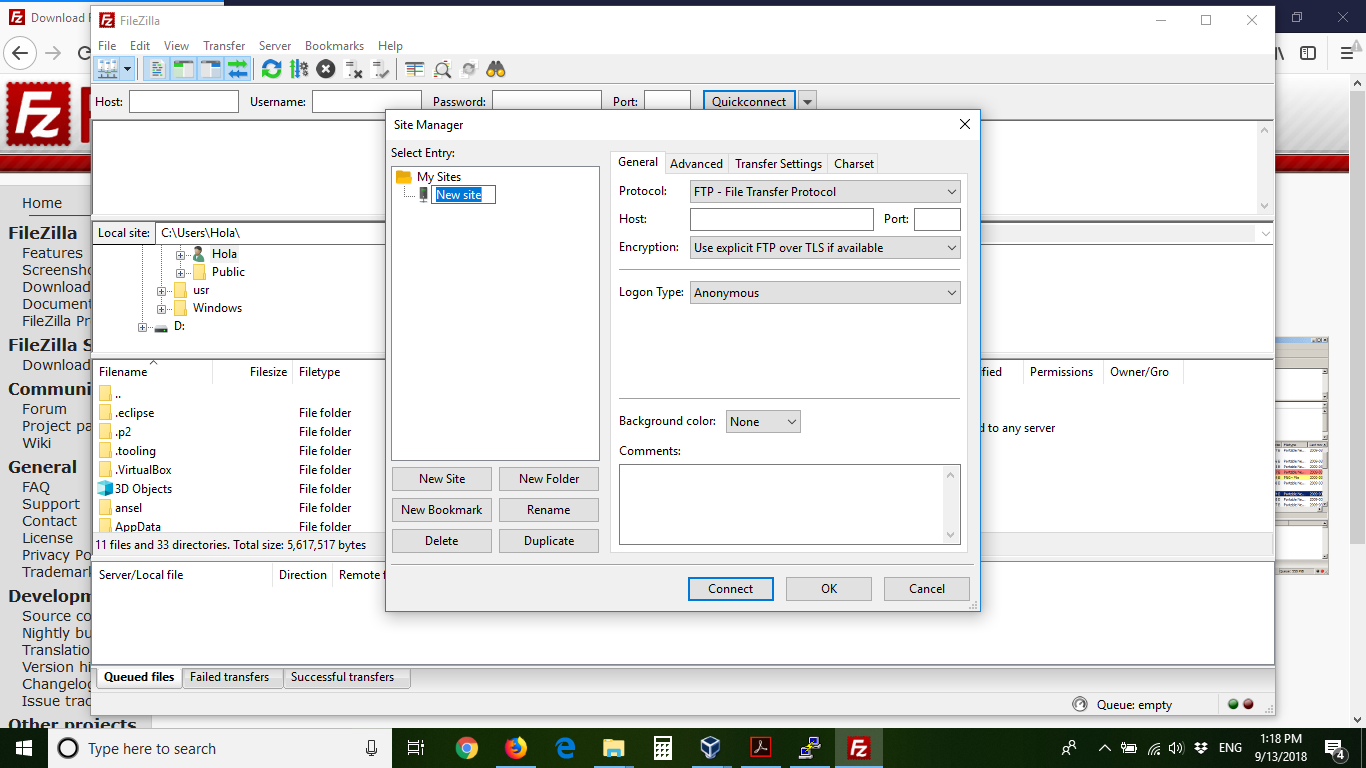 Download F
FileZilla
File Edit View Transfer Server Bookmarks Help
Host: Username: Password: Port: Quickconnect
Site Manager
Select Entry:
My Sites
New site
New Site New Folder
New Bookmark Rename
Delete Duplicate
General Advanced Transfer Settings Charset
Protocol: FTP - File Transfer Protocol
Host: Port:
Encryption: Use explicit FTP over TLS if available
Logon Type: Anonymous
Background color: None
Comments:
Connect OK Cancel
Local site: C:\Users\Hola\
Hola
Public
usr
Windows
D:
Filename Filesize Filetype
..
.eclipse File folder
.p2 File folder
.tooling File folder
.VirtualBox File folder
3D Objects File folder
ansel File folder
AppData File folder
11 files and 33 directories. Total size: 5,617,517 bytes
fied Permissions Owner/Gro
d to any server
Server/Local file Direction Remote f
Queued files Failed transfers Successful transfers
Queue: empty
Home
FileZilla
Features
Screensho
Download
Document
FileZilla Pr
FileZilla S
Download
Communi
Forum
Project pa
Wiki
General
FAQ
Support
Contact
License
Privacy Po
Trademark
Developm
Source co
Nightly bu
Translatio
Version hi
Changelog
Issue trac
Other projects
Type here to search
ENG
1:18 PM
9/13/2018
4